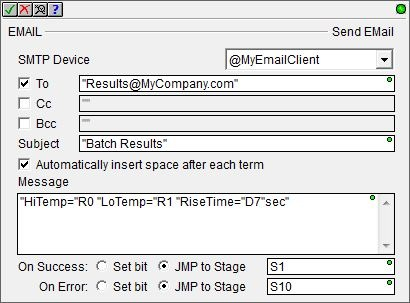 EMAIL Send EMail
SMTP Device @MyEmailClient
To "Results@MyCompany.com"
Cc ""
Bcc ""
Subject "Batch Results"
Automatically insert space after each term
Message
"HiTemp="R0 "LoTemp="R1 "RiseTime="D7"sec"
On Success: Set bit JMP to Stage S1
On Error: Set bit JMP to Stage S10